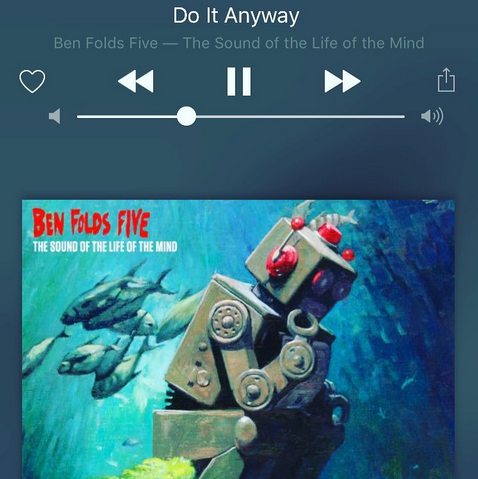 Do It Anyway
Ben Folds Five — The Sound of the Life of the Mind
BEN FOLDS FIVE
THE SOUND OF THE LIFE OF THE MIND